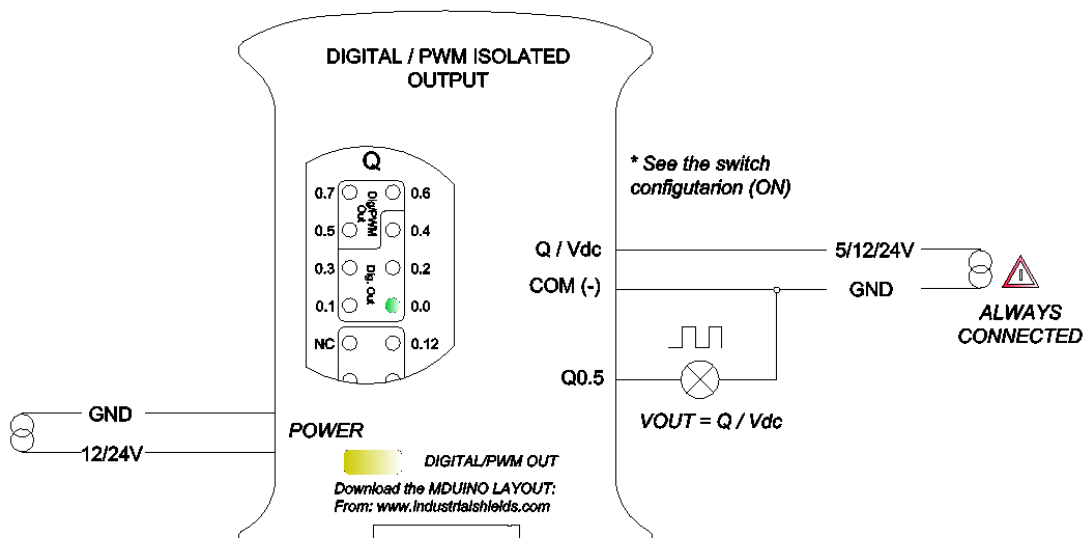 DIGITAL / PWM ISOLATED
OUTPUT
Q
0.7
0.6
Dig/PWM
Out
0.5
0.4
0.3
0.2
Dig. Out
0.1
0.0
NC
0.12
* See the switch
configutarion (ON)
Q / Vdc
5/12/24V
COM (-)
GND
ALWAYS
CONNECTED
Q0.5
VOUT = Q / Vdc
GND
POWER
12/24V
DIGITAL/PWM OUT
Download the MDUINO LAYOUT:
From: www.industrialshields.com